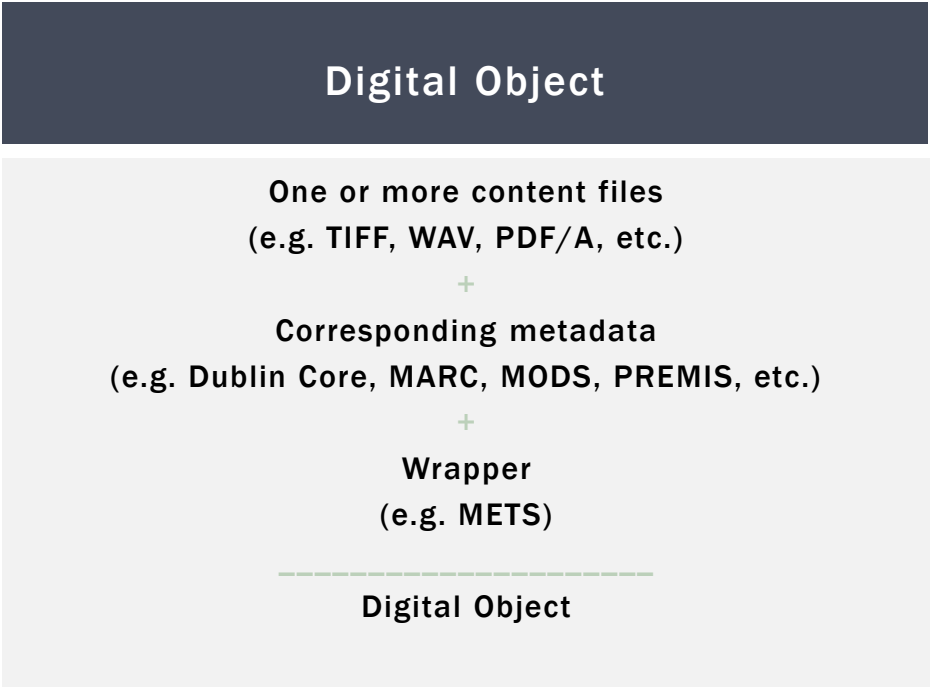 Digital Object
One or more content files
(e.g. TIFF, WAV, PDF/A, etc.)
+
Corresponding metadata
(e.g. Dublin Core, MARC, MODS, PREMIS, etc.)
+
Wrapper
(e.g. METS)
_____________________
Digital Object